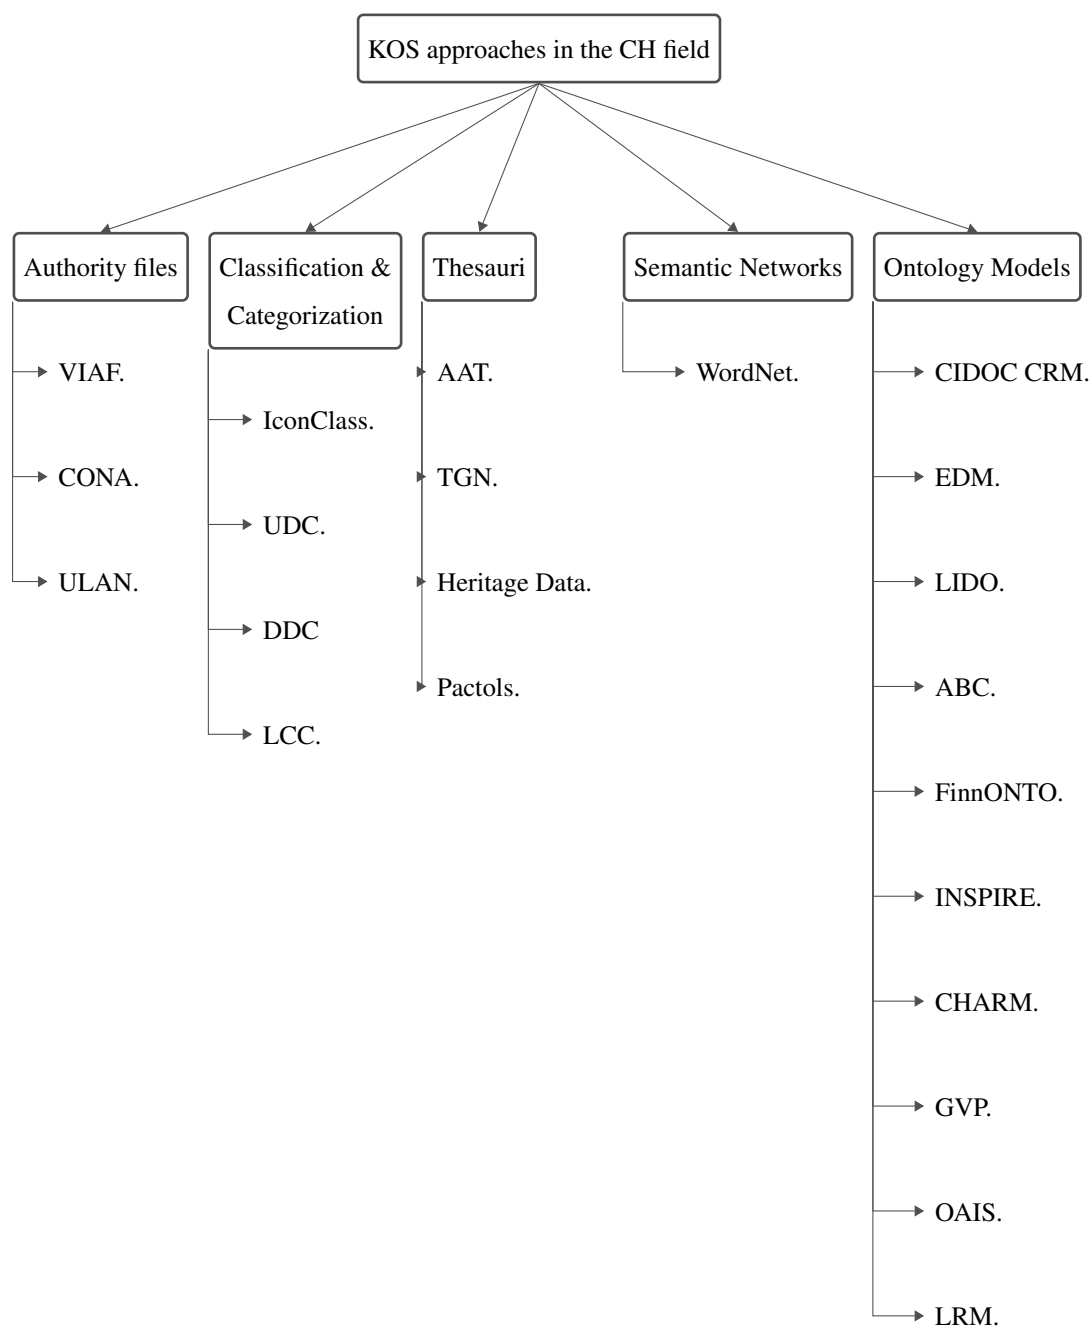 KOS approaches in the CH field
Authority files
VIAF.
CONA.
ULAN.
Classification &
Categorization
IconClass.
UDC.
DDC
LCC.
Thesauri
AAT.
TGN.
Heritage Data.
Pactols.
Semantic Networks
WordNet.
Ontology Models
CIDOC CRM.
EDM.
LIDO.
ABC.
FinnONTO.
INSPIRE.
CHARM.
GVP.
OAIS.
LRM.